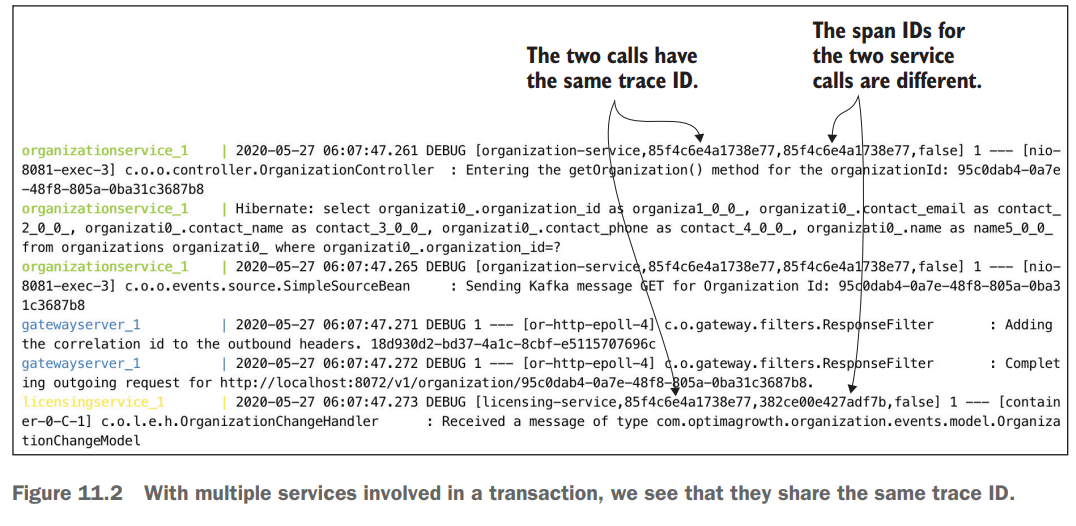 The two calls have
the same trace ID.
The span IDs for
the two service
calls are different.
organizationservice_1 | 2020-05-27 06:07:47.261 DEBUG [organization-service,85f4c6e4a1738e77,85f4c6e4a1738e77,false] 1 --- [nio-
8081-exec-3] c.o.o.controller.OrganizationController : Entering the getOrganization() method for the organizationId: 95c0dab4-0a7e
-48f8-805a-0ba31c3687b8
organizationservice_1 | Hibernate: select organizati0_.organization_id as organiza1_0_0_, organizati0_.contact_email as contact_
2_0_0_, organizati0_.contact_name as contact_3_0_0_, organizati0_.contact_phone as contact_4_0_0_, organizati0_.name as name5_0_0_
from organizations organizati0_ where organizati0_.organization_id=?
organizationservice_1 | 2020-05-27 06:07:47.265 DEBUG [organization-service,85f4c6e4a1738e77,85f4c6e4a1738e77,false] 1 --- [nio-
8081-exec-3] c.o.o.events.source.SimpleSourceBean : Sending Kafka message GET for Organization Id: 95c0dab4-0a7e-48f8-805a-0ba3
1c3687b8
gatewayserver_1 | 2020-05-27 06:07:47.271 DEBUG 1 --- [or-http-epoll-4] c.o.gateway.filters.ResponseFilter : Adding
the correlation id to the outbound headers. 18d930d2-bd37-4a1c-8cbf-e5115707696c
gatewayserver_1 | 2020-05-27 06:07:47.272 DEBUG 1 --- [or-http-epoll-4] c.o.gateway.filters.ResponseFilter : Complet
ing outgoing request for http://localhost:8072/v1/organization/95c0dab4-0a7e-48f8-805a-0ba31c3687b8.
licensingservice_1 | 2020-05-27 06:07:47.273 DEBUG [licensing-service,85f4c6e4a1738e77,382ce00e427adf7b,false] 1 --- [contain
er-0-C-1] c.o.l.e.h.OrganizationChangeHandler : Received a message of type com.optimagrowth.organization.events.model.Organiza
tionChangeModel
Figure 11.2 With multiple services involved in a transaction, we see that they share the same trace ID.